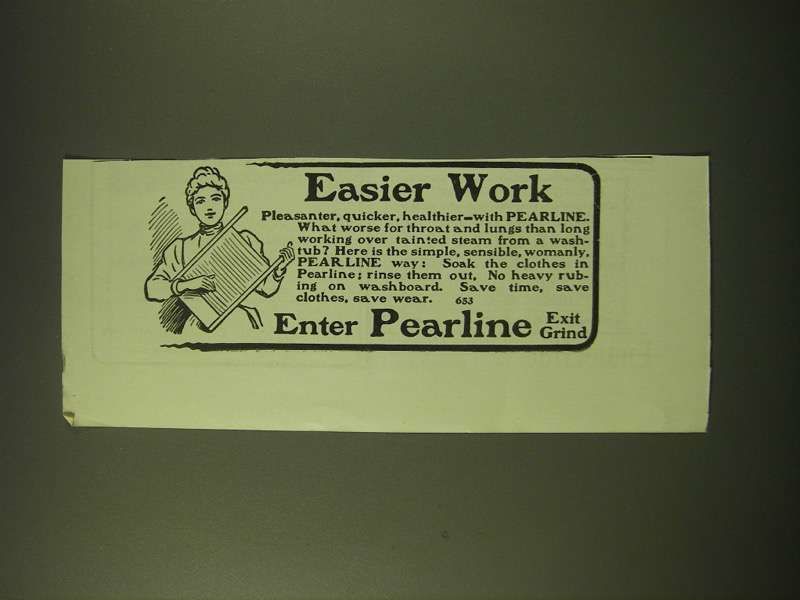 Easier Work
Pleasanter, quicker, healthier—with PEARLINE.
What worse for throat and lungs than long
working over tainted steam from a wash-
tub? Here is the simple, sensible, womanly,
PEARLINE way: Soak the clothes in
Pearline; rinse them out, No heavy rub-
ing on washboard. Save time, save
clothes, save wear. 653
Enter Pearline Exit
Grind